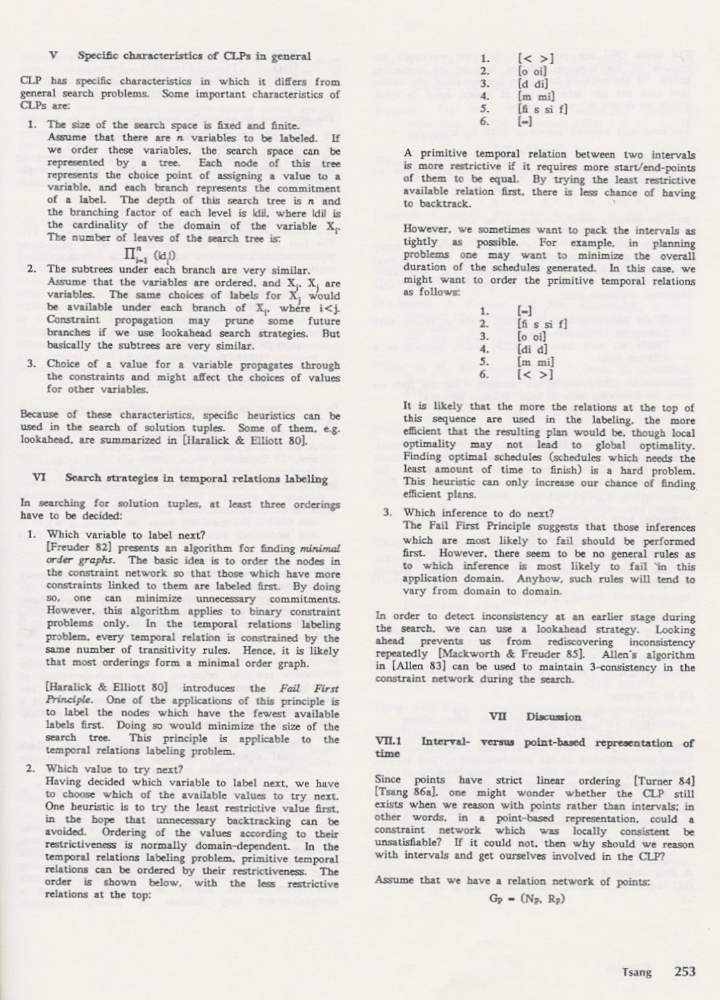 V Specific characteristics of CLPs in general
CLP has specific characteristics in which it differs from
general search problems. Some important characteristics of
CLPs are:
1. The size of the search space is fixed and finite.
Assume that there are n variables to be labeled. If
we order these variables, the search space can be
represented by a tree. Each node of this tree
represents the choice point of assigning a value to a
variable, and each branch represents the commitment
of a label. The depth of this search tree is n and
the branching factor of each level is |di|, where |di| is
the cardinality of the domain of the variable Xi.
The number of leaves of the search tree is:
Π^n_i=1 (|di|)
2. The subtrees under each branch are very similar.
Assume that the variables are ordered, and Xi, Xj are
variables. The same choices of labels for Xj would
be available under each branch of Xi, where i<j.
Constraint propagation may prune some future
branches if we use lookahead search strategies. But
basically the subtrees are very similar.
3. Choice of a value for a variable propagates through
the constraints and might affect the choices of values
for other variables.
Because of these characteristics, specific heuristics can be
used in the search of solution tuples. Some of them, e.g.
lookahead, are summarized in [Haralick & Elliott 80].
VI Search strategies in temporal relations labeling
In searching for solution tuples, at least three orderings
have to be decided:
1. Which variable to label next?
[Freuder 82] presents an algorithm for finding minimal
order graphs. The basic idea is to order the nodes in
the constraint network so that those which have more
constraints linked to them are labeled first. By doing
so, one can minimize unnecessary commitments.
However, this algorithm applies to binary constraint
problems only. In the temporal relations labeling
problem, every temporal relation is constrained by the
same number of transitivity rules. Hence, it is likely
that most orderings form a minimal order graph.
[Haralick & Elliott 80] introduces the Fail First
Principle. One of the applications of this principle is
to label the nodes which have the fewest available
labels first. Doing so would minimize the size of the
search tree. This principle is applicable to the
temporal relations labeling problem.
2. Which value to try next?
Having decided which variable to label next, we have
to choose which of the available values to try next.
One heuristic is to try the least restrictive value first,
in the hope that unnecessary backtracking can be
avoided. Ordering of the values according to their
restrictiveness is normally domain-dependent. In the
temporal relations labeling problem, primitive temporal
relations can be ordered by their restrictiveness. The
order is shown below, with the less restrictive
relations at the top:
1. [< >]
2. [o oi]
3. [d di]
4. [m mi]
5. [fi s si f]
6. [=]
A primitive temporal relation between two intervals
is more restrictive if it requires more start/end-points
of them to be equal. By trying the least restrictive
available relation first, there is less chance of having
to backtrack.
However, we sometimes want to pack the intervals as
tightly as possible. For example, in planning
problems one may want to minimize the overall
duration of the schedules generated. In this case, we
might want to order the primitive temporal relations
as follows:
1. [=]
2. [fi s si f]
3. [o oi]
4. [di d]
5. [m mi]
6. [< >]
It is likely that the more the relations at the top of
this sequence are used in the labeling, the more
efficient that the resulting plan would be, though local
optimality may not lead to global optimality.
Finding optimal schedules (schedules which needs the
least amount of time to finish) is a hard problem.
This heuristic can only increase our chance of finding
efficient plans.
3. Which inference to do next?
The Fail First Principle suggests that those inferences
which are most likely to fail should be performed
first. However, there seem to be no general rules as
to which inference is most likely to fail in this
application domain. Anyhow, such rules will tend to
vary from domain to domain.
In order to detect inconsistency at an earlier stage during
the search, we can use a lookahead strategy. Looking
ahead prevents us from rediscovering inconsistency
repeatedly [Mackworth & Freuder 85]. Allen's algorithm
in [Allen 83] can be used to maintain 3-consistency in the
constraint network during the search.
VII Discussion
VII.1 Interval- versus point-based representation of
time
Since points have strict linear ordering [Turner 84]
[Tsang 86a], one might wonder whether the CLP still
exists when we reason with points rather than intervals; in
other words, in a point-based representation, could a
constraint network which was locally consistent be
unsatisfiable? If it could not, then why should we reason
with intervals and get ourselves involved in the CLP?
Assume that we have a relation network of points:
Gp = (Np, Rp)
Tsang 253